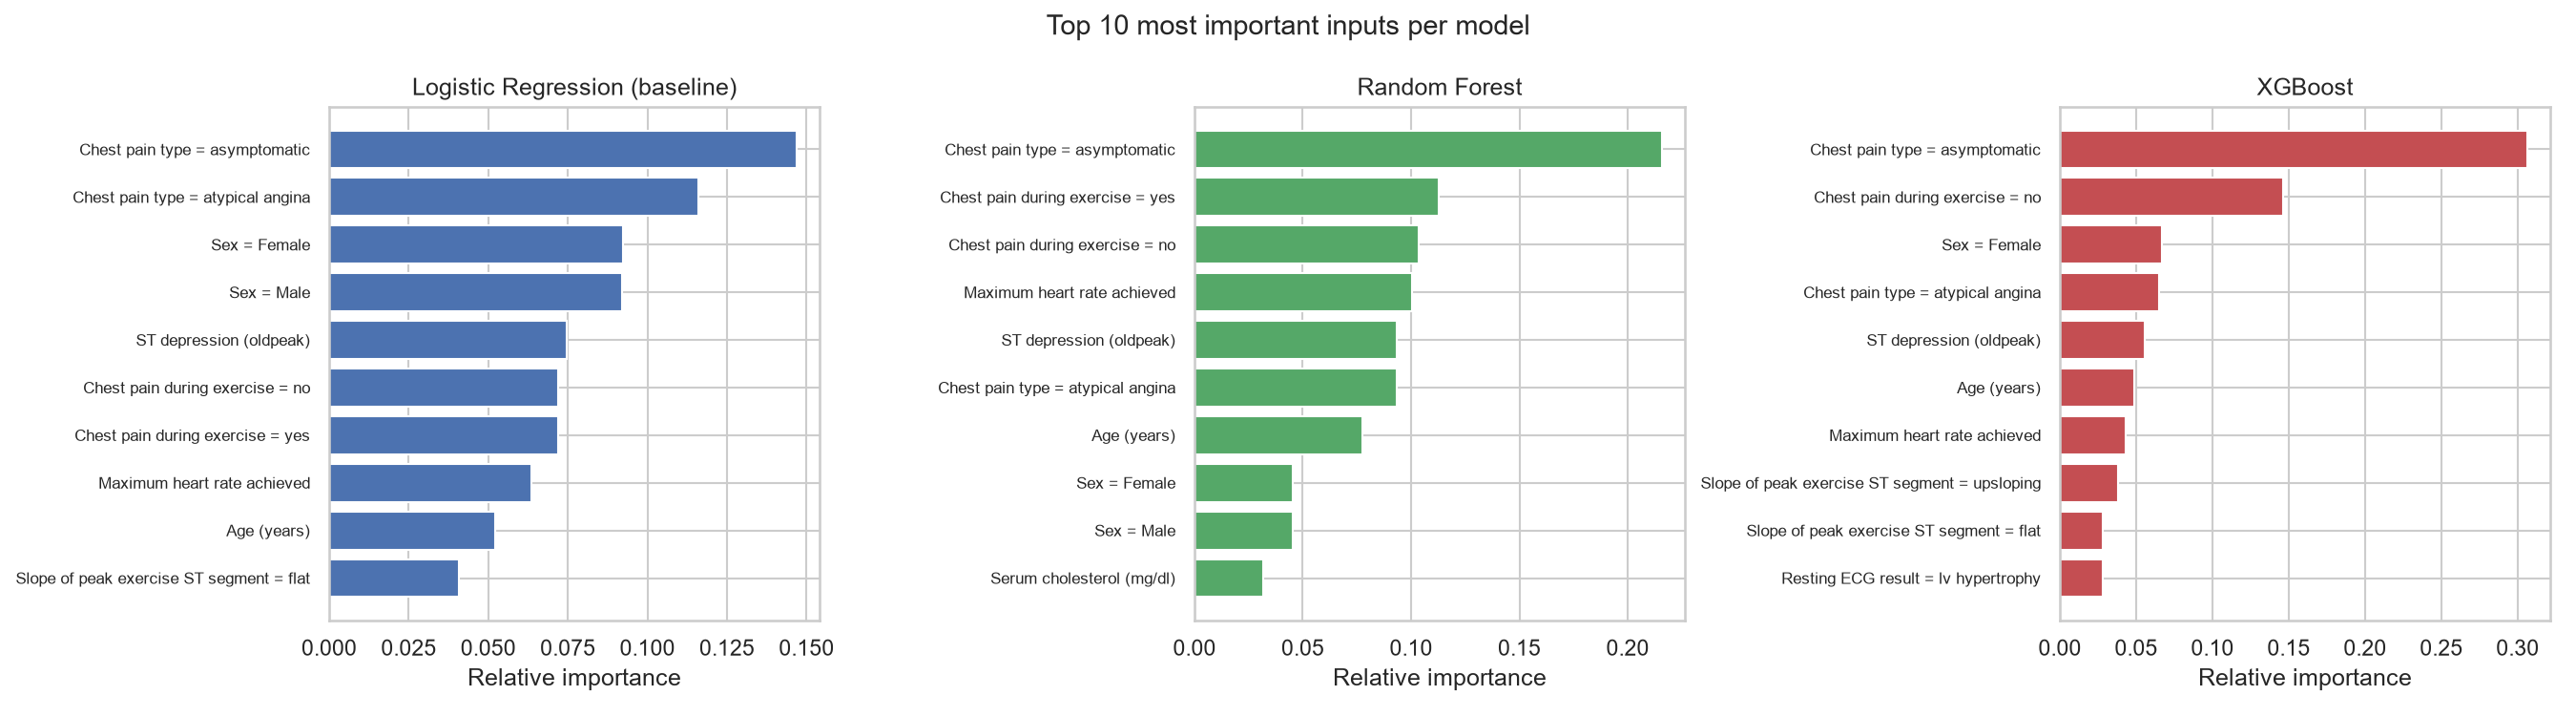 Top 10 most important inputs per model
Logistic Regression (baseline)
Chest pain type = asymptomatic
Chest pain type = atypical angina
Sex = Female
Sex = Male
ST depression (oldpeak)
Chest pain during exercise = no
Chest pain during exercise = yes
Maximum heart rate achieved
Age (years)
Slope of peak exercise ST segment = flat
0.000 0.025 0.050 0.075 0.100 0.125 0.150
Relative importance
Random Forest
Chest pain type = asymptomatic
Chest pain during exercise = yes
Chest pain during exercise = no
Maximum heart rate achieved
ST depression (oldpeak)
Chest pain type = atypical angina
Age (years)
Sex = Female
Sex = Male
Serum cholesterol (mg/dl)
0.00 0.05 0.10 0.15 0.20
Relative importance
XGBoost
Chest pain type = asymptomatic
Chest pain during exercise = no
Sex = Female
Chest pain type = atypical angina
ST depression (oldpeak)
Age (years)
Maximum heart rate achieved
Slope of peak exercise ST segment = upsloping
Slope of peak exercise ST segment = flat
Resting ECG result = lv hypertrophy
0.00 0.05 0.10 0.15 0.20 0.25 0.30
Relative importance